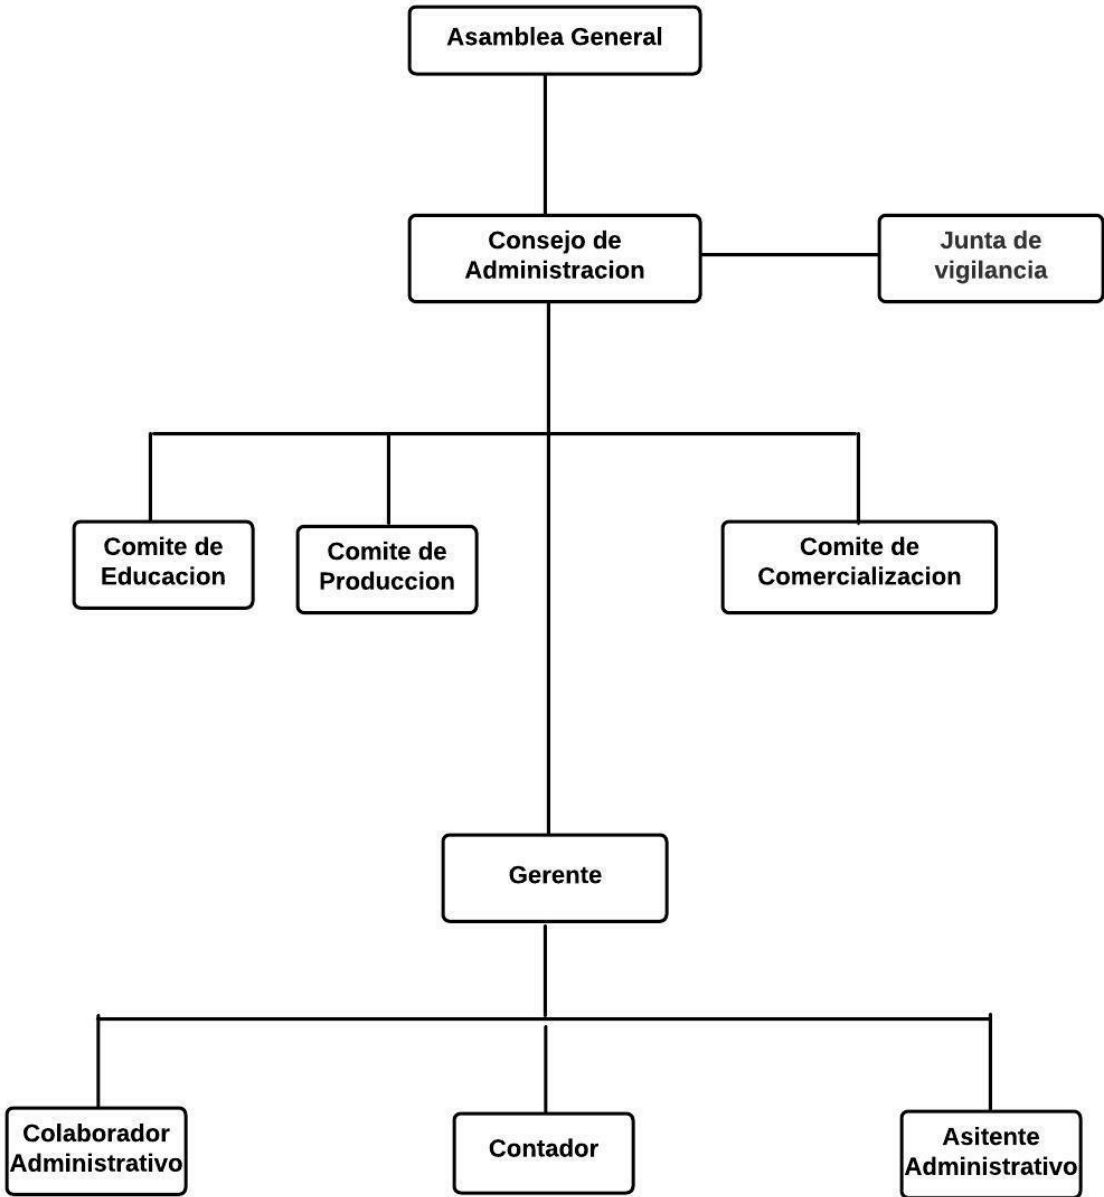 Asamblea General
Consejo de
Administracion
Junta de
vigilancia
Comite de
Educacion
Comite de
Produccion
Comite de
Comercializacion
Gerente
Colaborador
Administrativo
Contador
Asitente
Administrativo